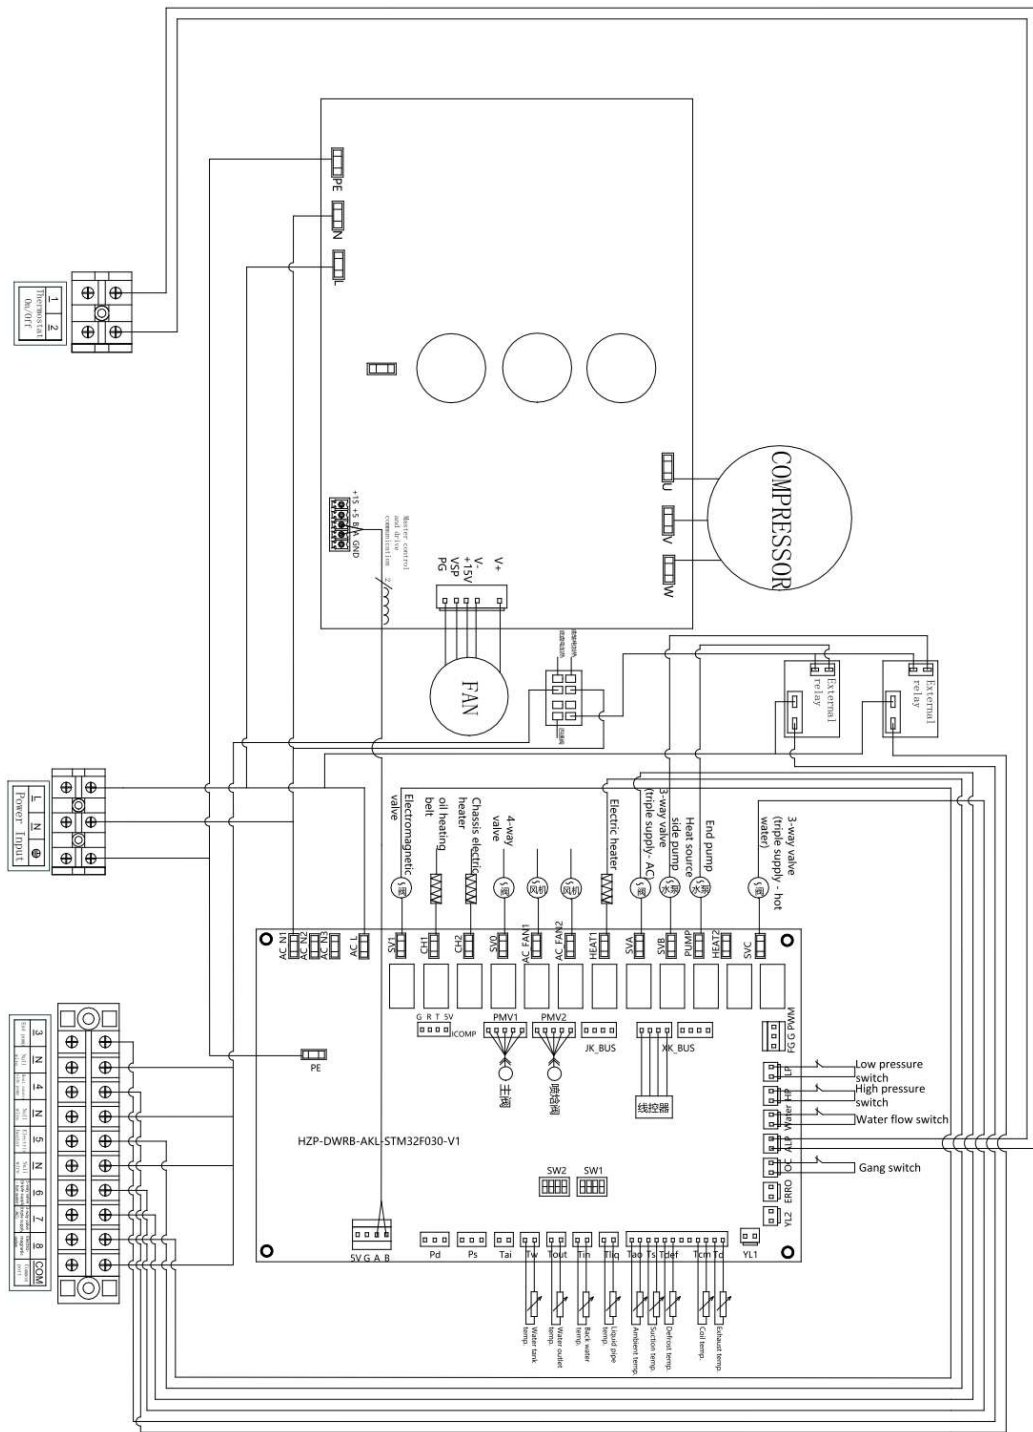 PE
N
L
1
2
Thermostat
On/Off
COMPRESSOR
U
V
W
+15 +5 B A GND
Master control
and drive
communication
2
PG
VSP
+15V
V-
V+
FAN
External
relay
External
relay
L
N
Power Input
Electromagnetic
valve
oil heating
belt
Chassis electric
heater
4-way
valve
Electric heater
3-way valve
(triple supply- AC)
Heat source
side pump
End pump
3-way valve
(triple supply - hot
water)
风机
风机
水泵
水泵
AC N1
AC N2
AC N3
AC L
SV1
CH1
CH2
SV0
AC FAN1
AC FAN2
HEAT1
SVA
SVB
PUMP
HEAT2
SVC
G R T 5V
ICOMP
PMV1
PMV2
JK_BUS
XK_BUS
FG G PWM
主阀
线控器
PE
LP
Low pressure
switch
HP
High pressure
switch
Water
Water flow switch
AUP
OC
Gang switch
ERRO
YL2
HZP-DWRB-AKL-STM32F030-V1
SW2
SW1
3
N
4
N
5
N
6
7
8
COM
5V G A B
Pd
Ps
Tai
Tw
Tout
Tin
Tliq
Tao
Ts
Tdef
Tcm
Td
YL1
Water tank
temp.
Water outlet
temp.
Back water
temp.
Liquid pipe
temp.
Ambient temp.
Suction temp.
Defrost temp.
Coil temp.
Exhaust temp.